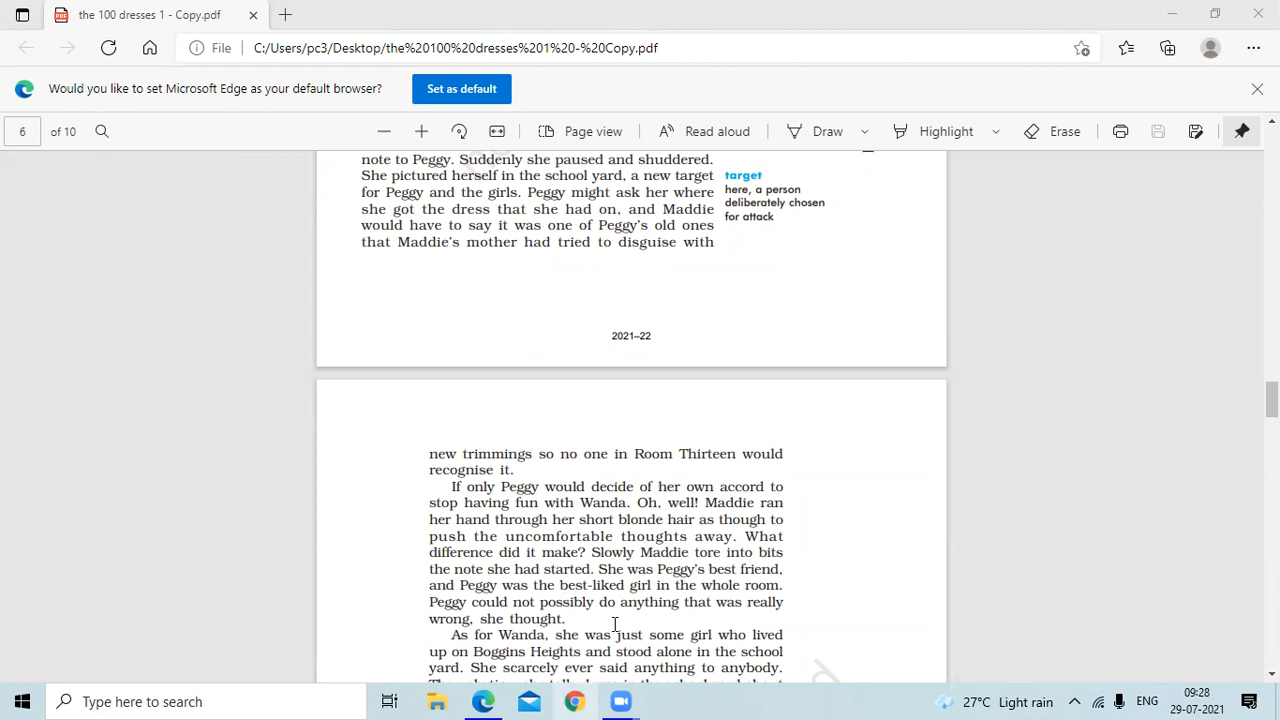 the 100 dresses 1 - Copy.pdf
File C:/Users/pc3/Desktop/the%20100%20dresses%201%20-%20Copy.pdf
Would you like to set Microsoft Edge as your default browser? Set as default
6 of 10 Page view Read aloud Draw Highlight Erase
note to Peggy. Suddenly she paused and shuddered.
She pictured herself in the school yard, a new target
for Peggy and the girls. Peggy might ask her where
she got the dress that she had on, and Maddie
would have to say it was one of Peggy's old ones
that Maddie's mother had tried to disguise with
target
here, a person
deliberately chosen
for attack
2021–22
new trimmings so no one in Room Thirteen would
recognise it.
If only Peggy would decide of her own accord to
stop having fun with Wanda. Oh, well! Maddie ran
her hand through her short blonde hair as though to
push the uncomfortable thoughts away. What
difference did it make? Slowly Maddie tore into bits
the note she had started. She was Peggy's best friend,
and Peggy was the best-liked girl in the whole room.
Peggy could not possibly do anything that was really
wrong, she thought.
As for Wanda, she was just some girl who lived
up on Boggins Heights and stood alone in the school
yard. She scarcely ever said anything to anybody.
Type here to search
27°C Light rain ENG 09:28
29-07-2021